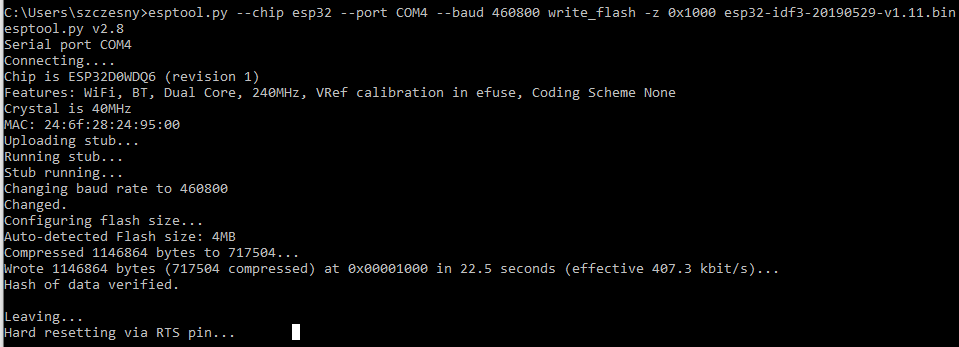 C:\Users\szczesny>esptool.py --chip esp32 --port COM4 --baud 460800 write_flash -z 0x1000 esp32-idf3-20190529-v1.11.bin
esptool.py v2.8
Serial port COM4
Connecting....
Chip is ESP32D0WDQ6 (revision 1)
Features: WiFi, BT, Dual Core, 240MHz, VRef calibration in efuse, Coding Scheme None
Crystal is 40MHz
MAC: 24:6f:28:24:95:00
Uploading stub...
Running stub...
Stub running...
Changing baud rate to 460800
Changed.
Configuring flash size...
Auto-detected Flash size: 4MB
Compressed 1146864 bytes to 717504...
Wrote 1146864 bytes (717504 compressed) at 0x00001000 in 22.5 seconds (effective 407.3 kbit/s)...
Hash of data verified.

Leaving...
Hard resetting via RTS pin...